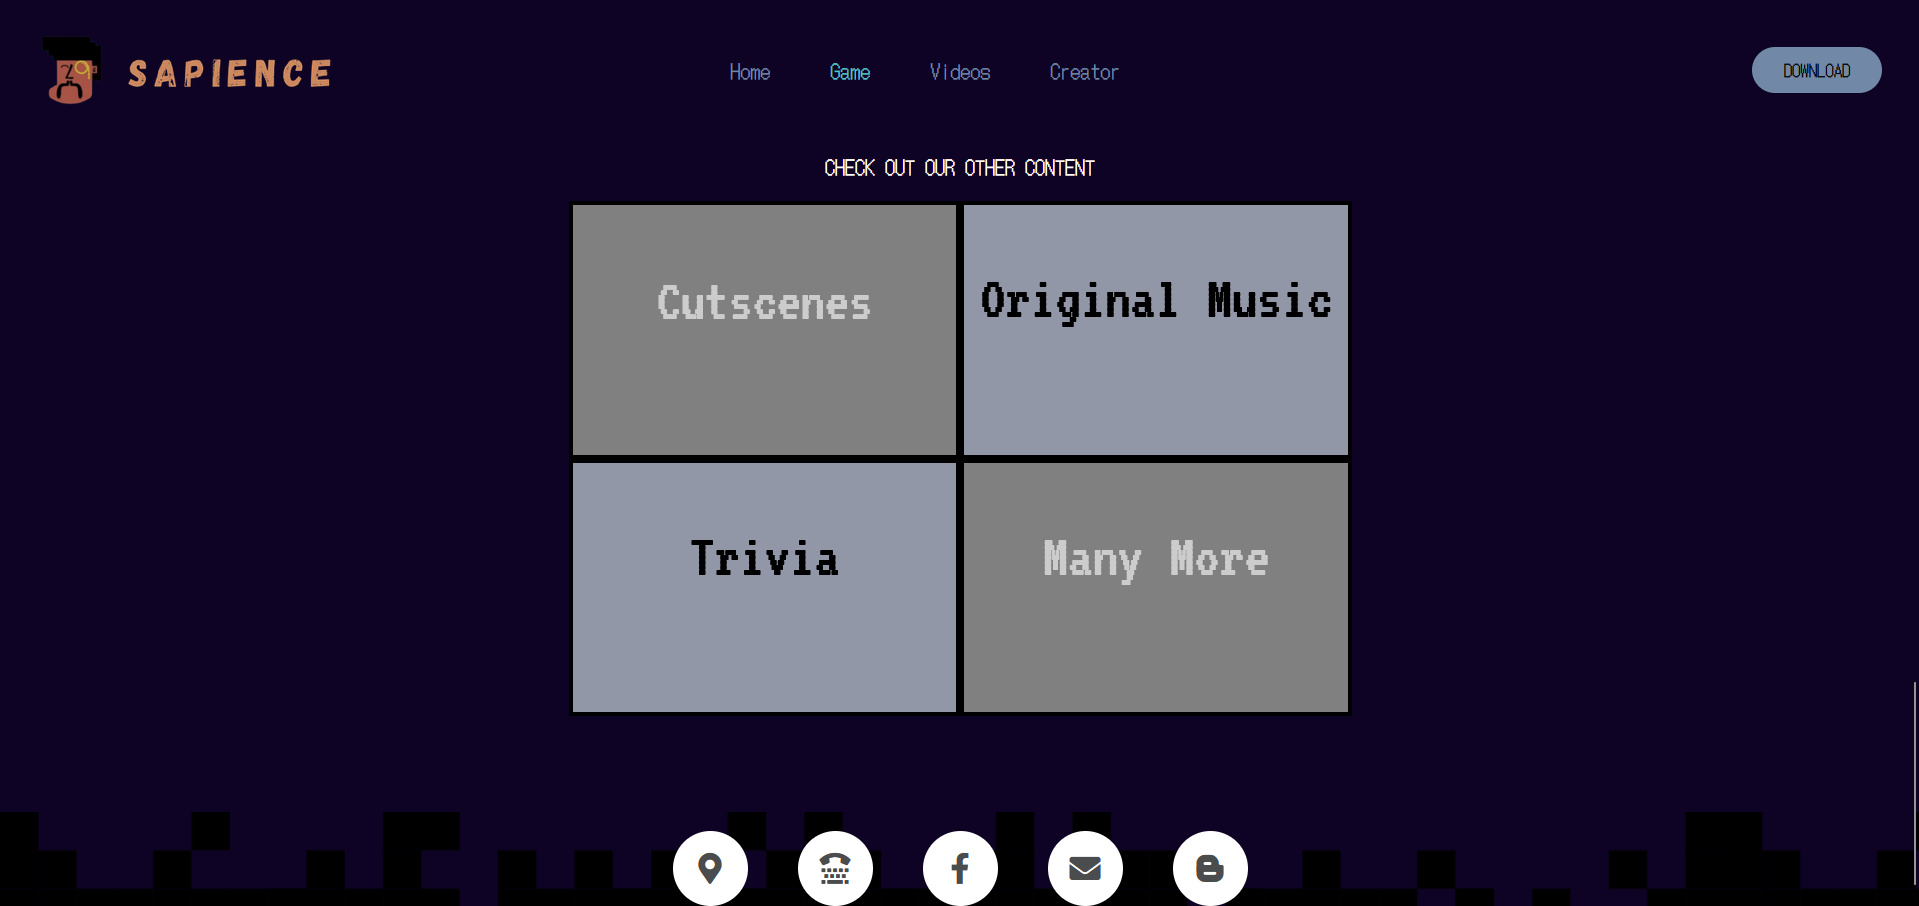 SAPIENCE
Home Game Videos Creator
DOWNLOAD
CHECK OUT OUR OTHER CONTENT
Cutscenes
Original Music
Trivia
Many More